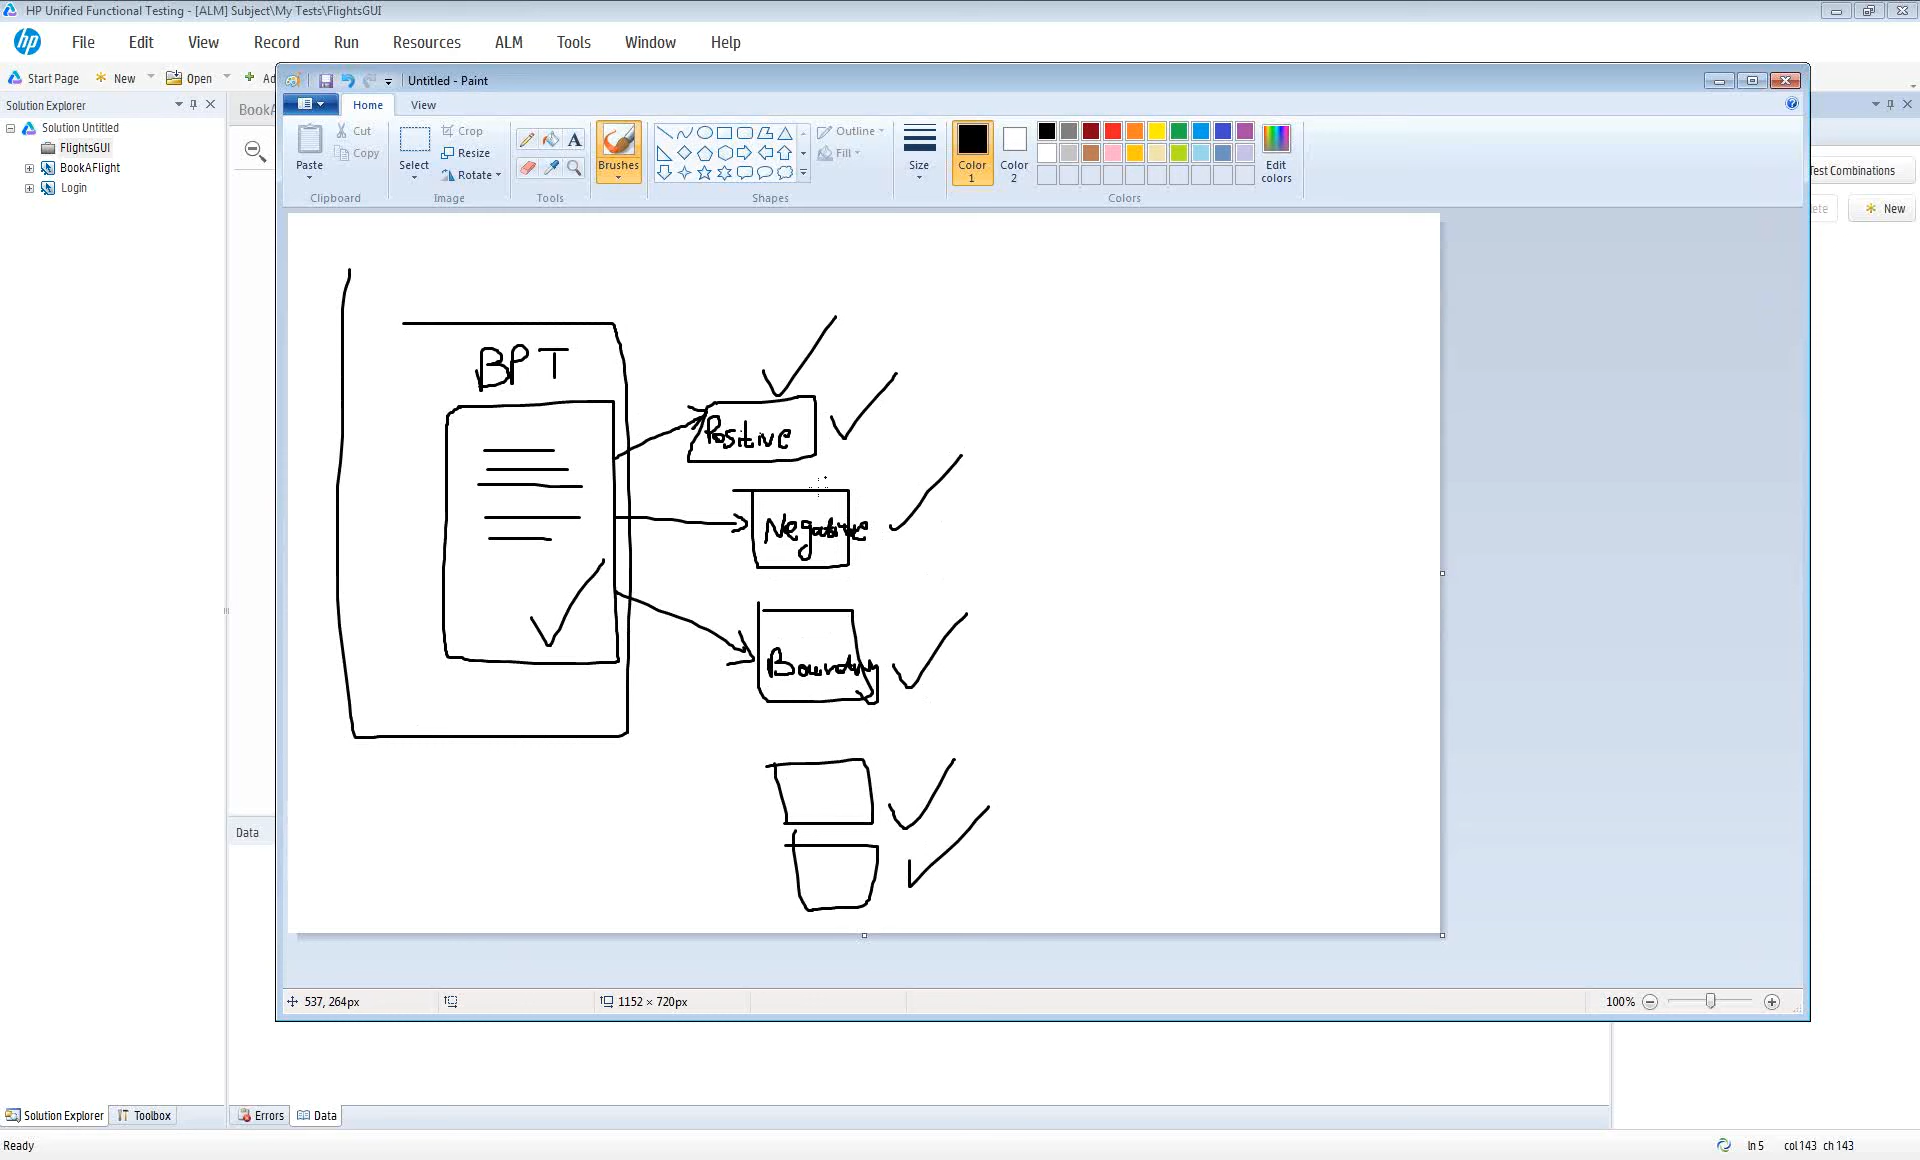 HP Unified Functional Testing - [ALM] Subject\My Tests\FlightsGUI
hp File Edit View Record Run Resources ALM Tools Window Help
Start Page New Open Ad
Untitled - Paint
Solution Explorer
BookA
Home View
Solution Untitled
FlightsGUI
BookAFlight
Login
Paste
Cut
Copy
Clipboard
Select
Crop
Resize
Rotate
Image
A
Tools
Brushes
Shapes
Outline
Fill
Size
Color 1
Color 2
Edit colors
Colors
Test Combinations
New
BPT
Positive
Negative
Boundary
Data
537, 264px
1152 × 720px
100%
Solution Explorer Toolbox
Errors Data
Ready
ln 5 col 143 ch 143